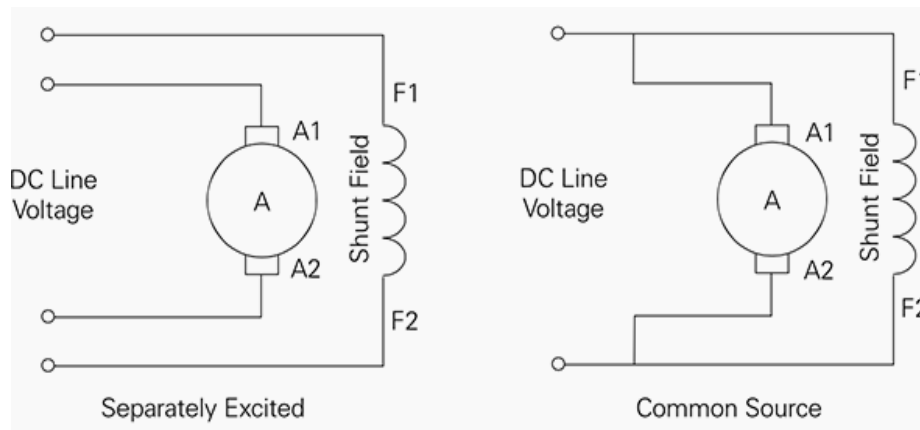 F1
A1
Shunt Field
DC Line
Voltage
A
A2
F2
Separately Excited
F1
A1
Shunt Field
DC Line
Voltage
A
A2
F2
Common Source